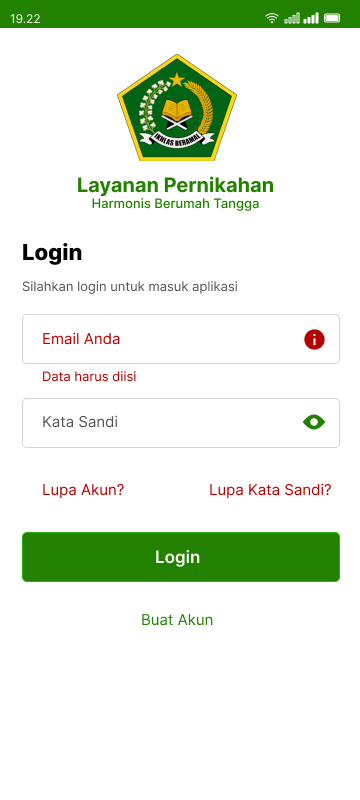 19.22
IKHLAS BERAMAL
Layanan Pernikahan
Harmonis Berumah Tangga
Login
Silahkan login untuk masuk aplikasi
Email Anda
Data harus diisi
Kata Sandi
Lupa Akun? Lupa Kata Sandi?
Login
Buat Akun